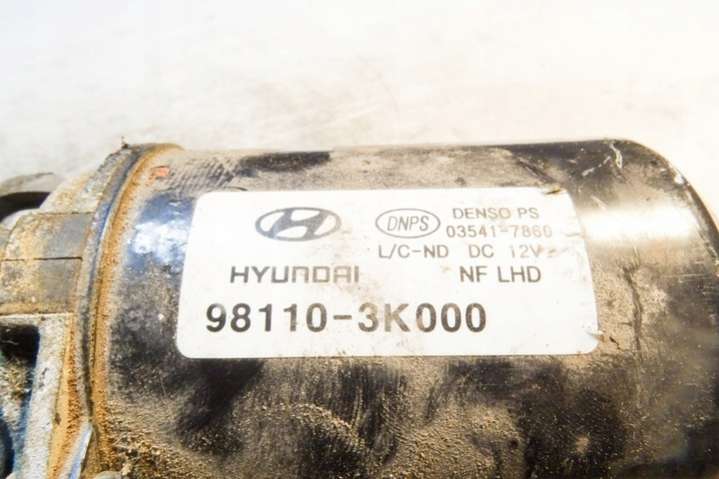 DNPS DENSO PS
03541-7860
L/C-ND DC 12V
HYUNDAI NF LHD
98110-3K000